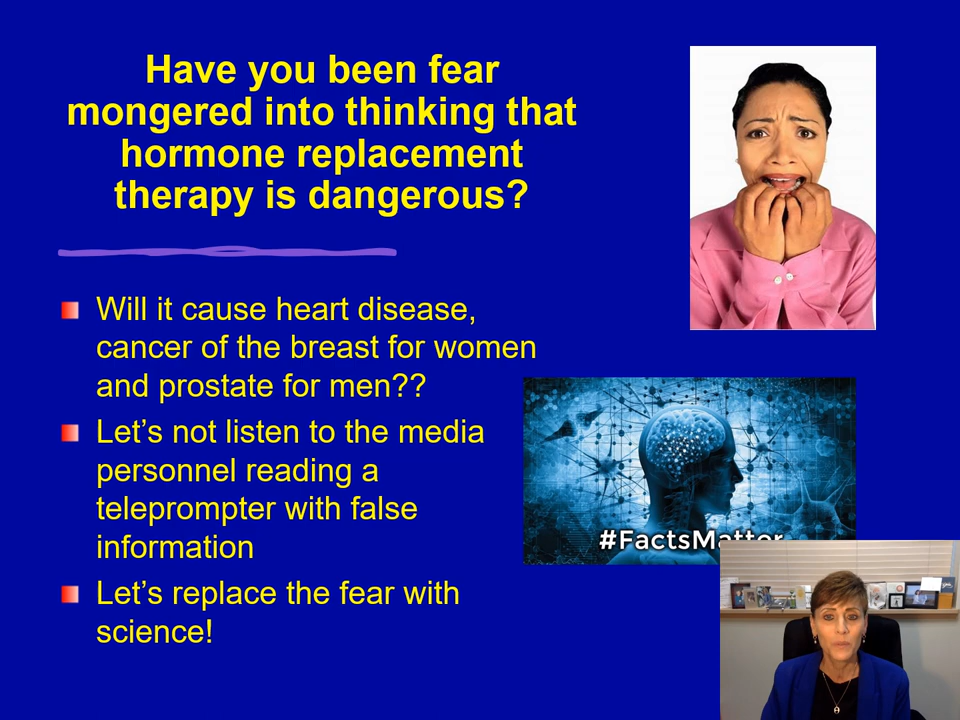 Have you been fear
mongered into thinking that
hormone replacement
therapy is dangerous?
Will it cause heart disease,
cancer of the breast for women
and prostate for men??
Let’s not listen to the media
personnel reading a
teleprompter with false
information
Let’s replace the fear with
science!
#FactsMatter